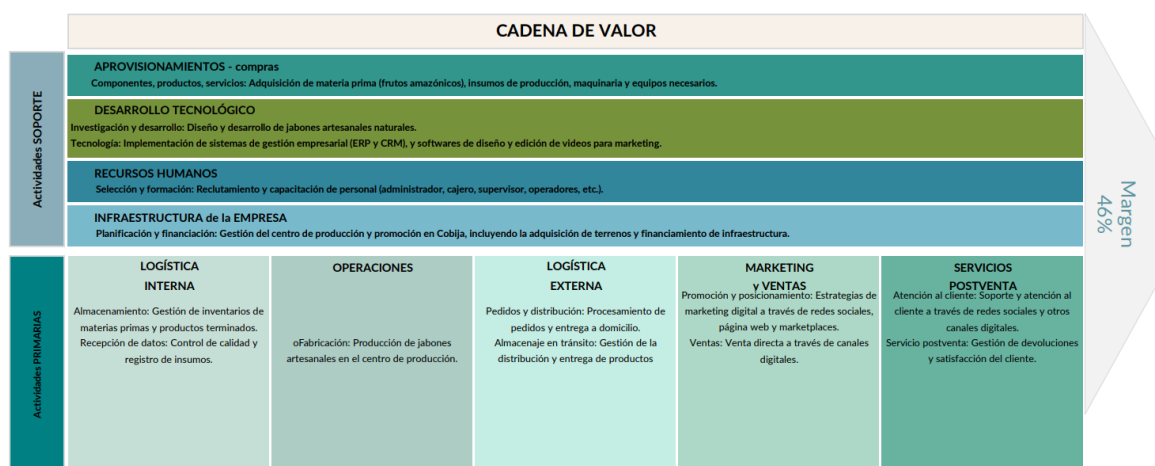 CADENA DE VALOR
Actividades SOPORTE
APROVISIONAMIENTOS - compras
Componentes, productos, servicios: Adquisición de materia prima (frutos amazónicos), insumos de producción, maquinaria y equipos necesarios.
DESARROLLO TECNOLÓGICO
Investigación y desarrollo: Diseño y desarrollo de jabones artesanales naturales.
Tecnología: Implementación de sistemas de gestión empresarial (ERP y CRM), y softwares de diseño y edición de videos para marketing.
RECURSOS HUMANOS
Selección y formación: Reclutamiento y capacitación de personal (administrador, cajero, supervisor, operadores, etc.).
INFRAESTRUCTURA de la EMPRESA
Planificación y financiación: Gestión del centro de producción y promoción en Cobija, incluyendo la adquisición de terrenos y financiamiento de infraestructura.
Margen
46%
Actividades PRIMARIAS
LOGÍSTICA
INTERNA
Almacenamiento: Gestión de inventarios de
materias primas y productos terminados.
Recepción de datos: Control de calidad y
registro de insumos.
OPERACIONES
oFabricación: Producción de jabones
artesanales en el centro de producción.
LOGÍSTICA
EXTERNA
Pedidos y distribución: Procesamiento de
pedidos y entrega a domicilio.
Almacenaje en tránsito: Gestión de la
distribución y entrega de productos
MARKETING
y VENTAS
Promoción y posicionamiento: Estrategias de
marketing digital a través de redes sociales,
página web y marketplaces.
Ventas: Venta directa a través de canales
digitales.
SERVICIOS
POSTVENTA
Atención al cliente: Soporte y atención al
cliente a través de redes sociales y otros
canales digitales.
Servicio postventa: Gestión de devoluciones
y satisfacción del cliente.